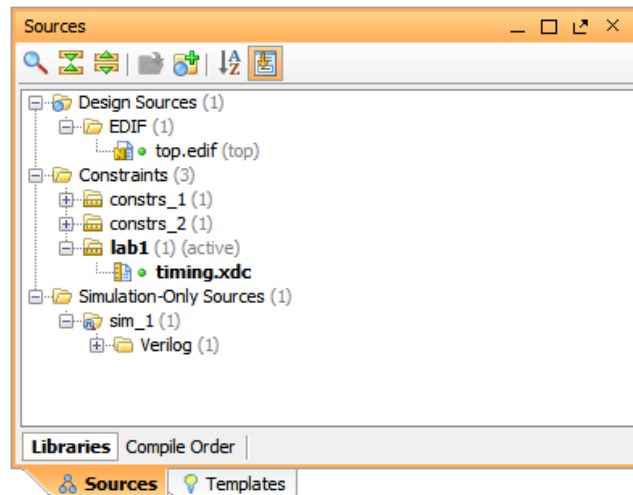 Sources
Design Sources (1)
EDIF (1)
top.edif (top)
Constraints (3)
constrs_1 (1)
constrs_2 (1)
lab1 (1) (active)
timing.xdc
Simulation-Only Sources (1)
sim_1 (1)
Verilog (1)
Libraries Compile Order
Sources Templates